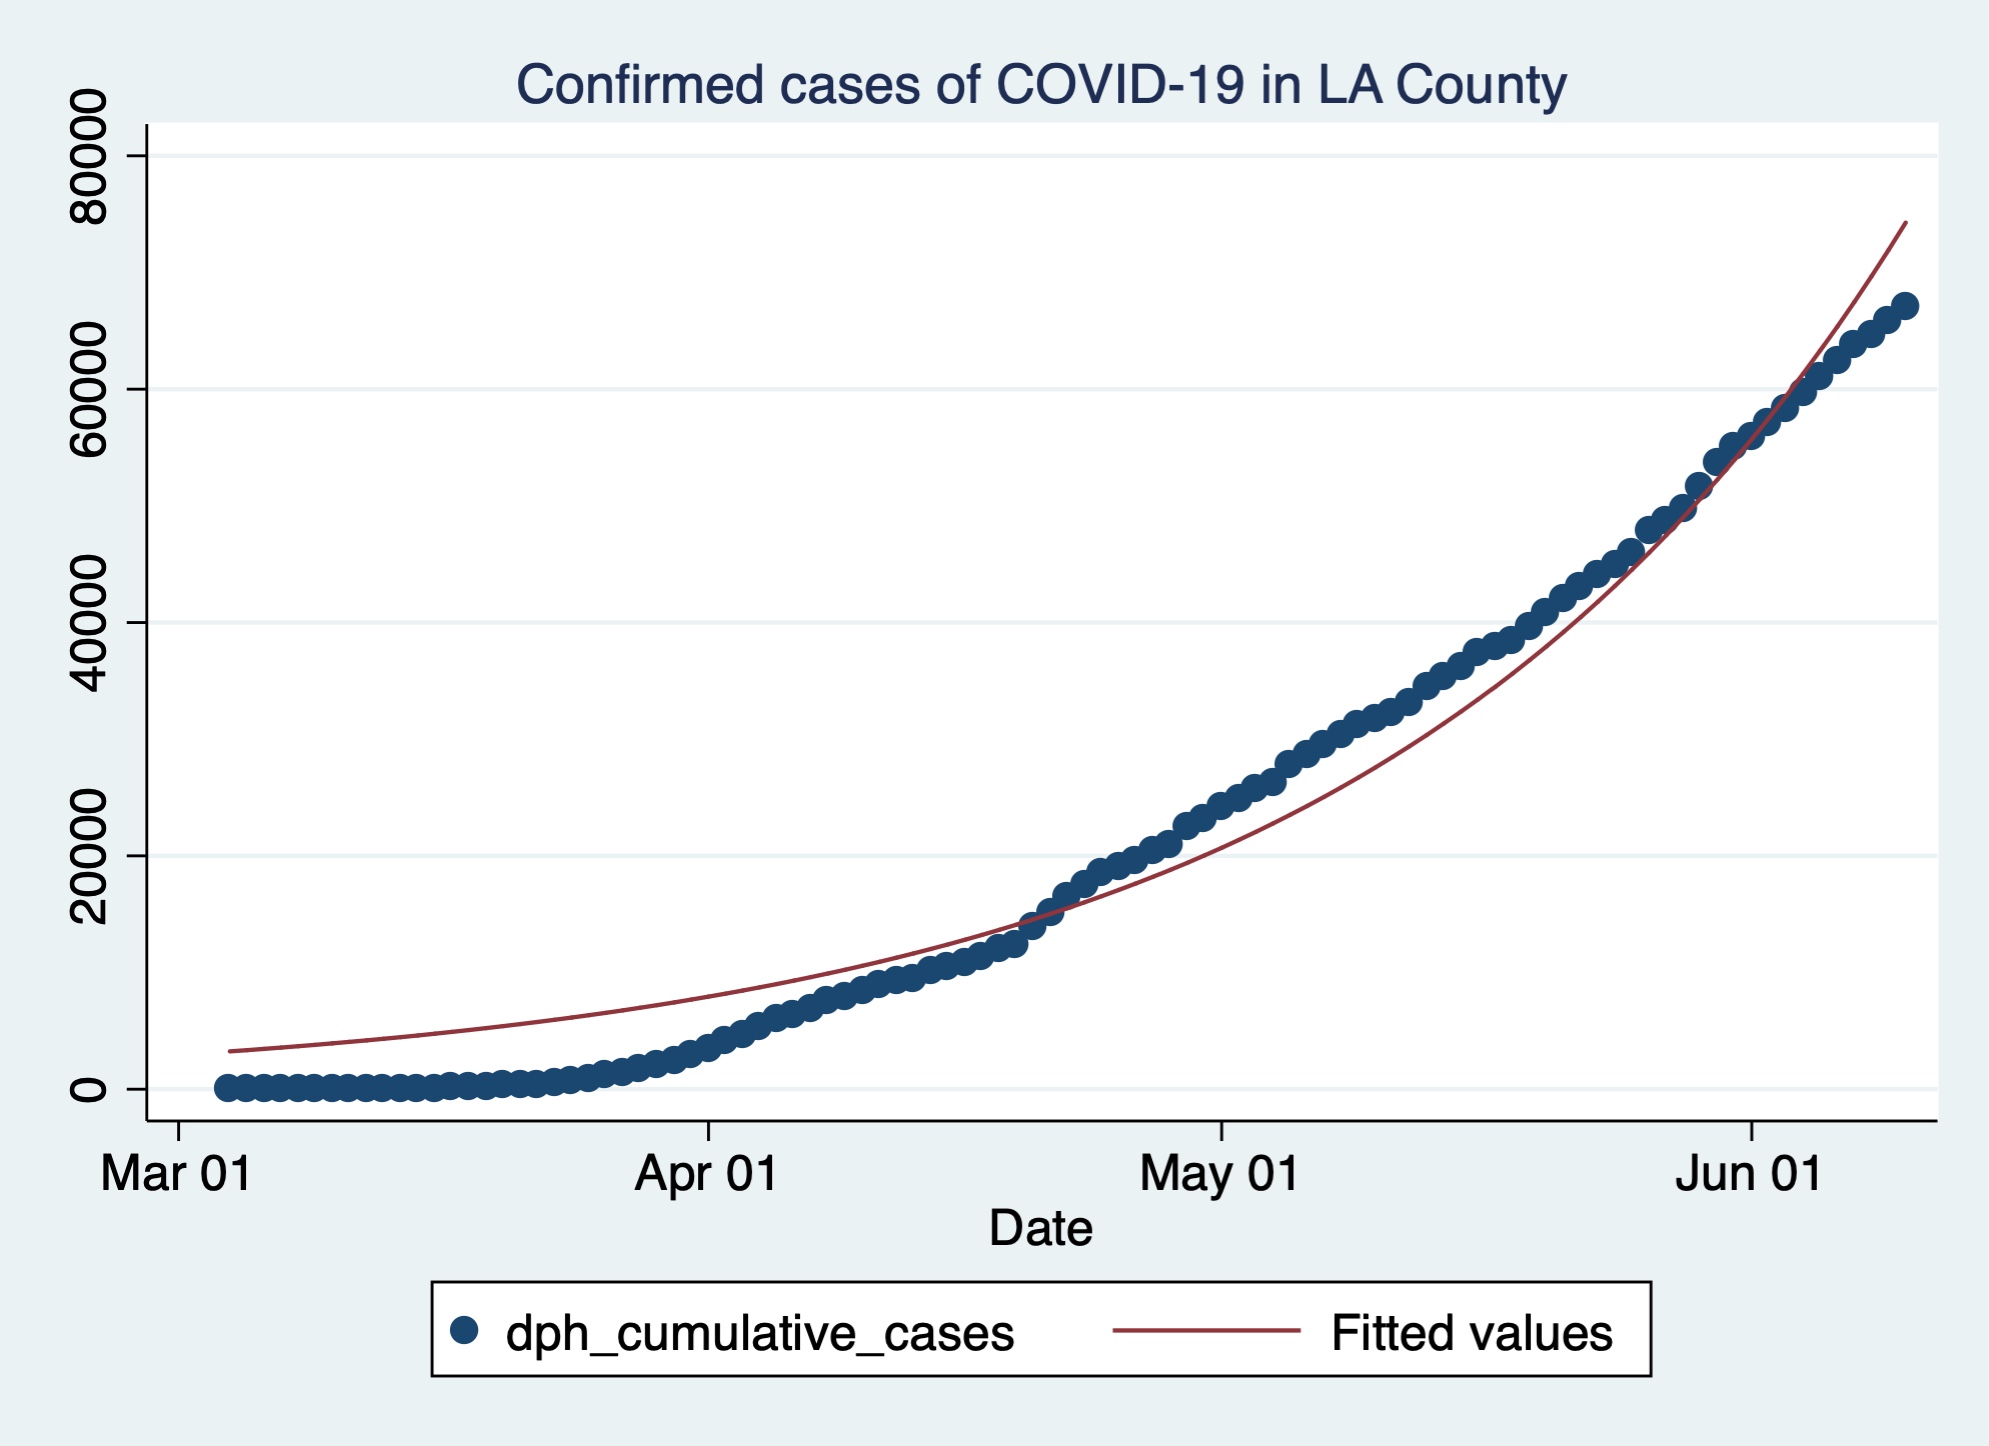 Confirmed cases of COVID-19 in LA County
80000
60000
40000
20000
0
Mar 01 Apr 01 May 01 Jun 01
Date
dph_cumulative_cases Fitted values